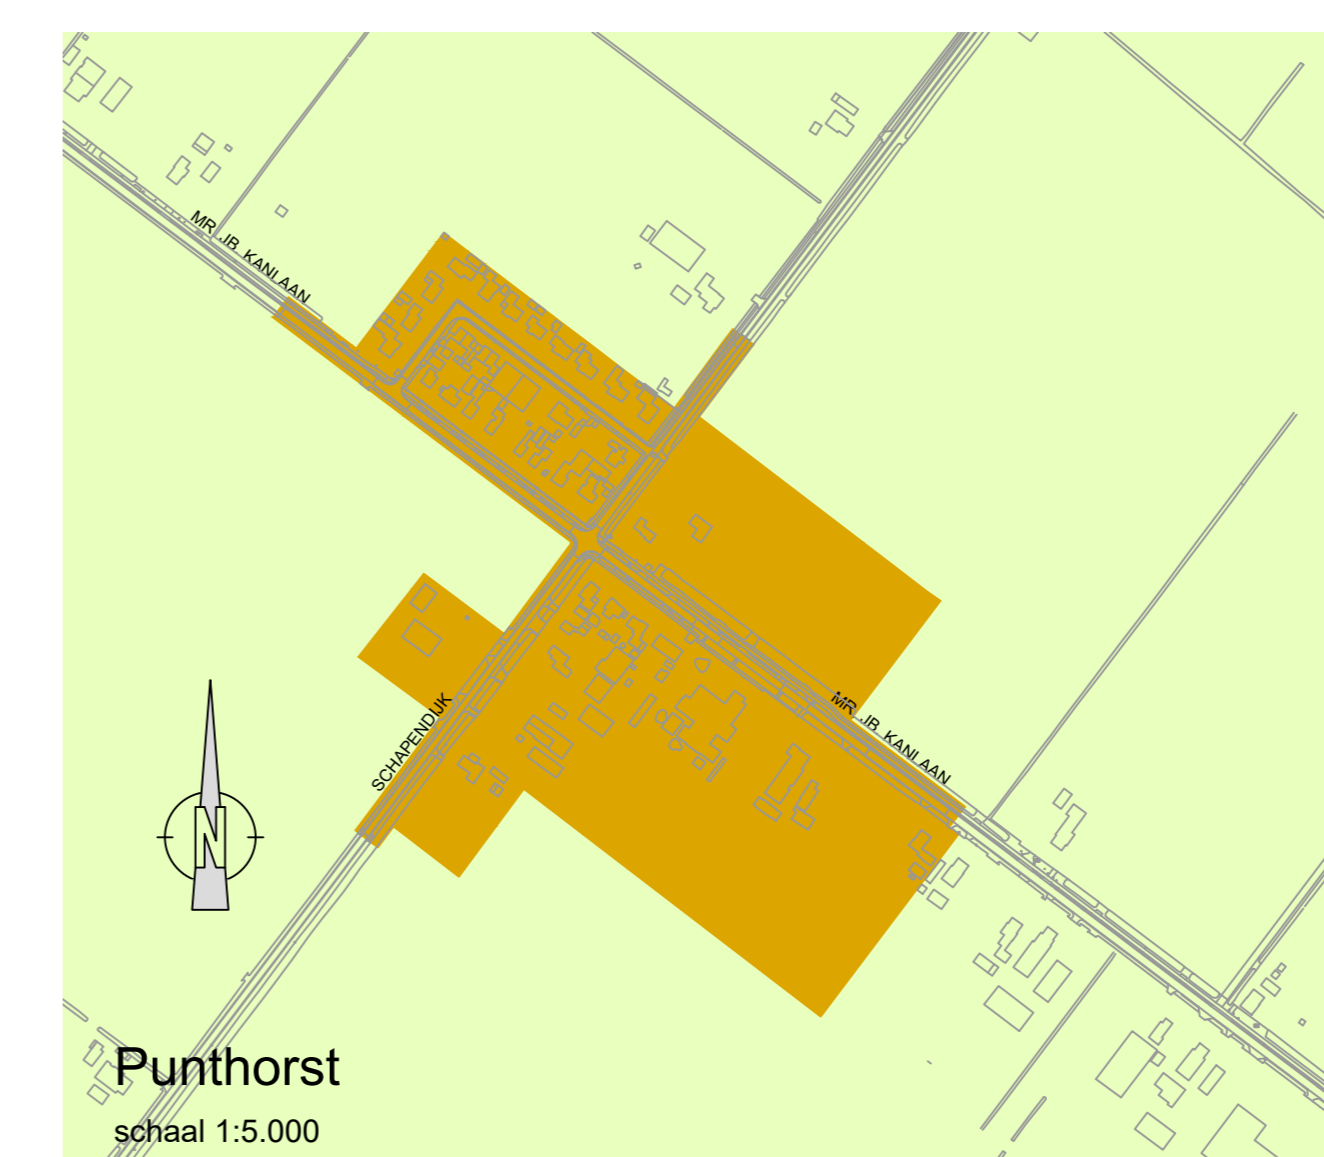 MR. JB. KANLAAN
MR. JB. KANLAAN
SCHAPENDIJK
N
Punthorst
schaal 1:5.000